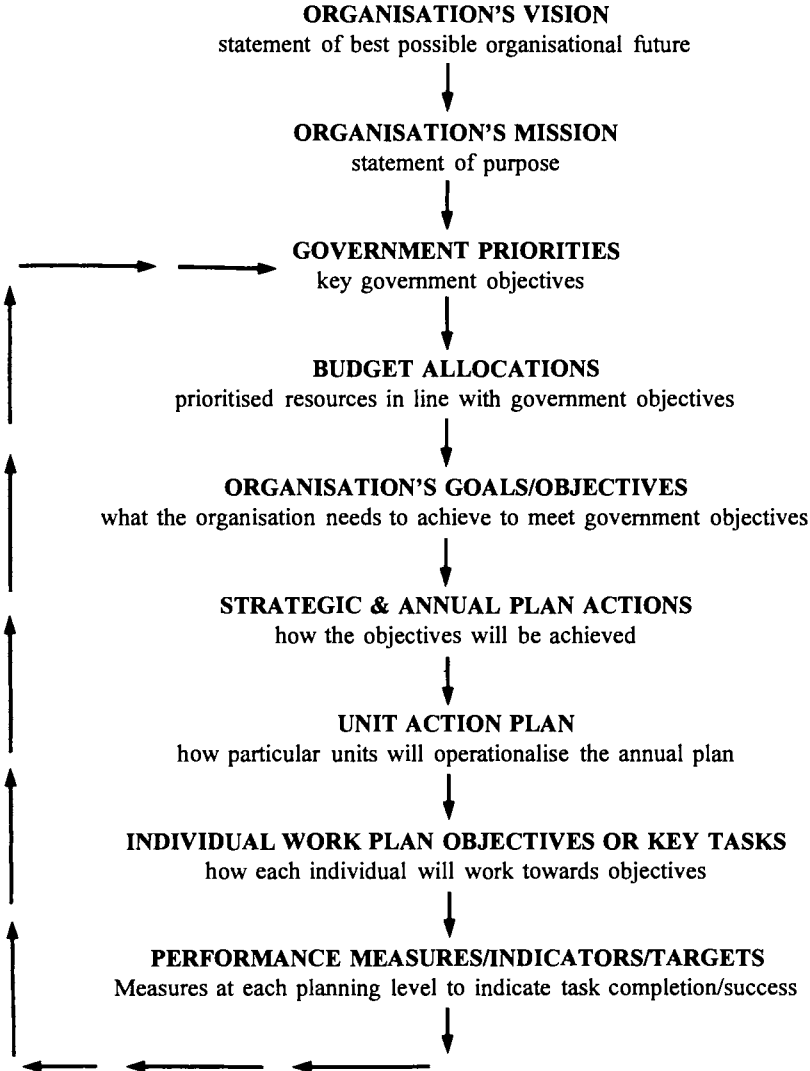 ORGANISATION'S VISION
statement of best possible organisational future
ORGANISATION'S MISSION
statement of purpose
GOVERNMENT PRIORITIES
key government objectives
BUDGET ALLOCATIONS
prioritised resources in line with government objectives
ORGANISATION'S GOALS/OBJECTIVES
what the organisation needs to achieve to meet government objectives
STRATEGIC & ANNUAL PLAN ACTIONS
how the objectives will be achieved
UNIT ACTION PLAN
how particular units will operationalise the annual plan
INDIVIDUAL WORK PLAN OBJECTIVES OR KEY TASKS
how each individual will work towards objectives
PERFORMANCE MEASURES/INDICATORS/TARGETS
Measures at each planning level to indicate task completion/success